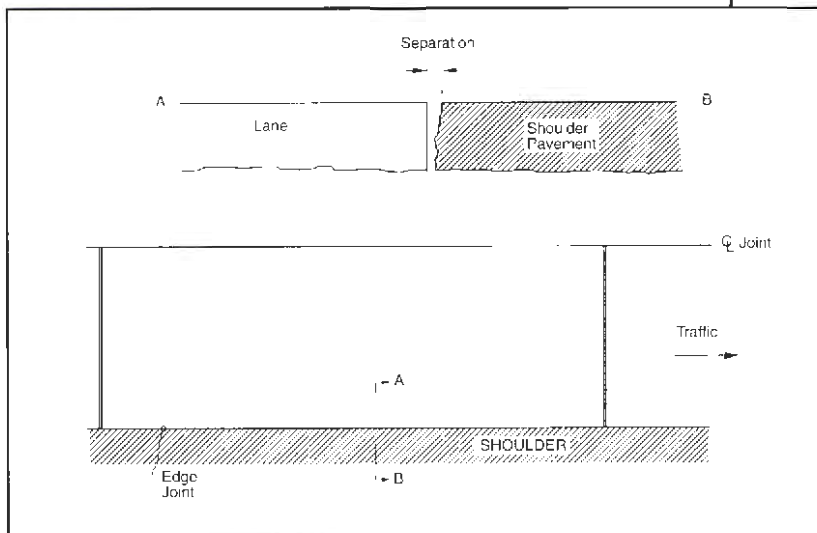 Separation
A
B
Lane
Shoulder
Pavement
℄ Joint
Traffic
A
SHOULDER
Edge
Joint
B